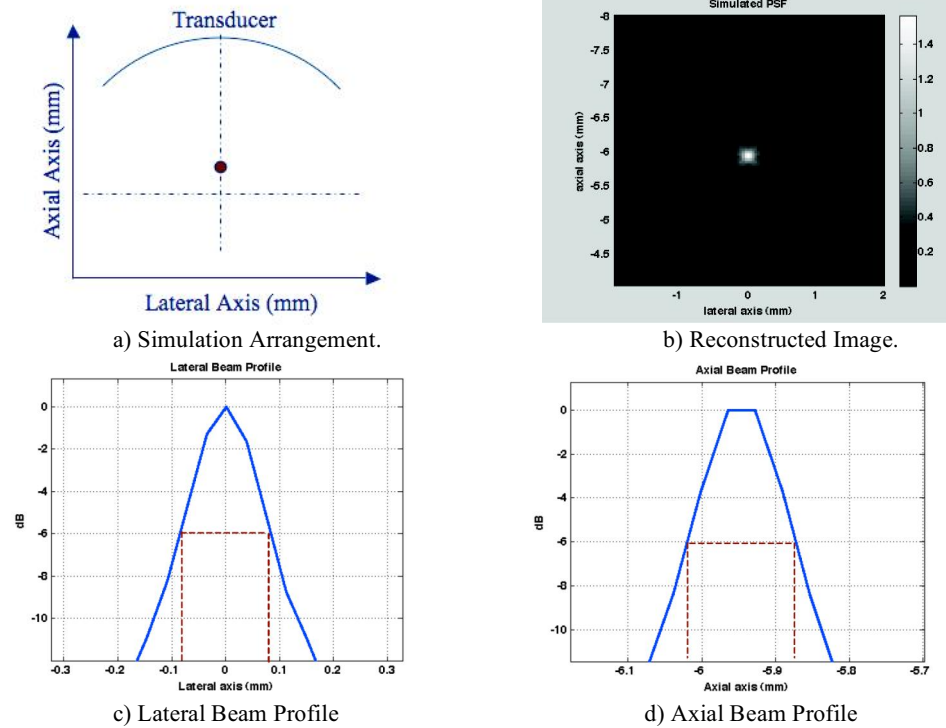 Transducer
Axial Axis (mm)
Lateral Axis (mm)
a) Simulation Arrangement.
Simulated PSF
axial axis (mm)
-8
-7.5
-7
-6.5
-6
-6.5
-5
-4.5
-1
0
1
2
lateral axis (mm)
1.4
1.2
1
0.8
0.6
0.4
0.2
b) Reconstructed Image.
Lateral Beam Profile
dB
0
-2
-4
-6
-8
-10
-0.3
-0.2
-0.1
0
0.1
0.2
0.3
Lateral axis (mm)
c) Lateral Beam Profile
Axial Beam Profile
dB
0
-2
-4
-6
-8
-10
-6.1
-6
-5.9
-5.8
-5.7
Axial axis (mm)
d) Axial Beam Profile